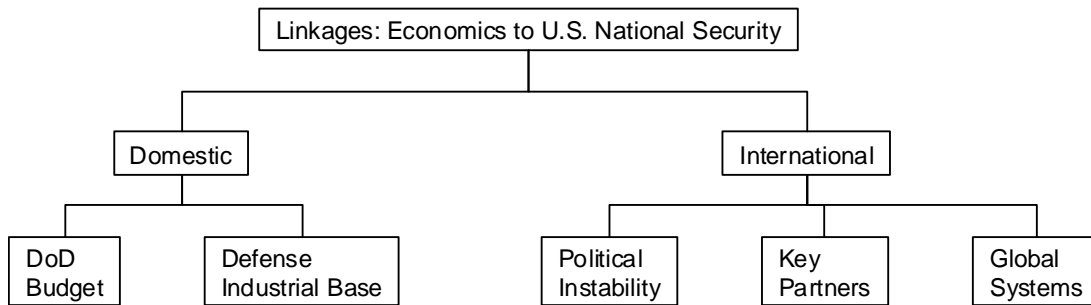 Linkages: Economics to U.S. National Security
Domestic
International
DoD
Budget
Defense
Industrial Base
Political
Instability
Key
Partners
Global
Systems